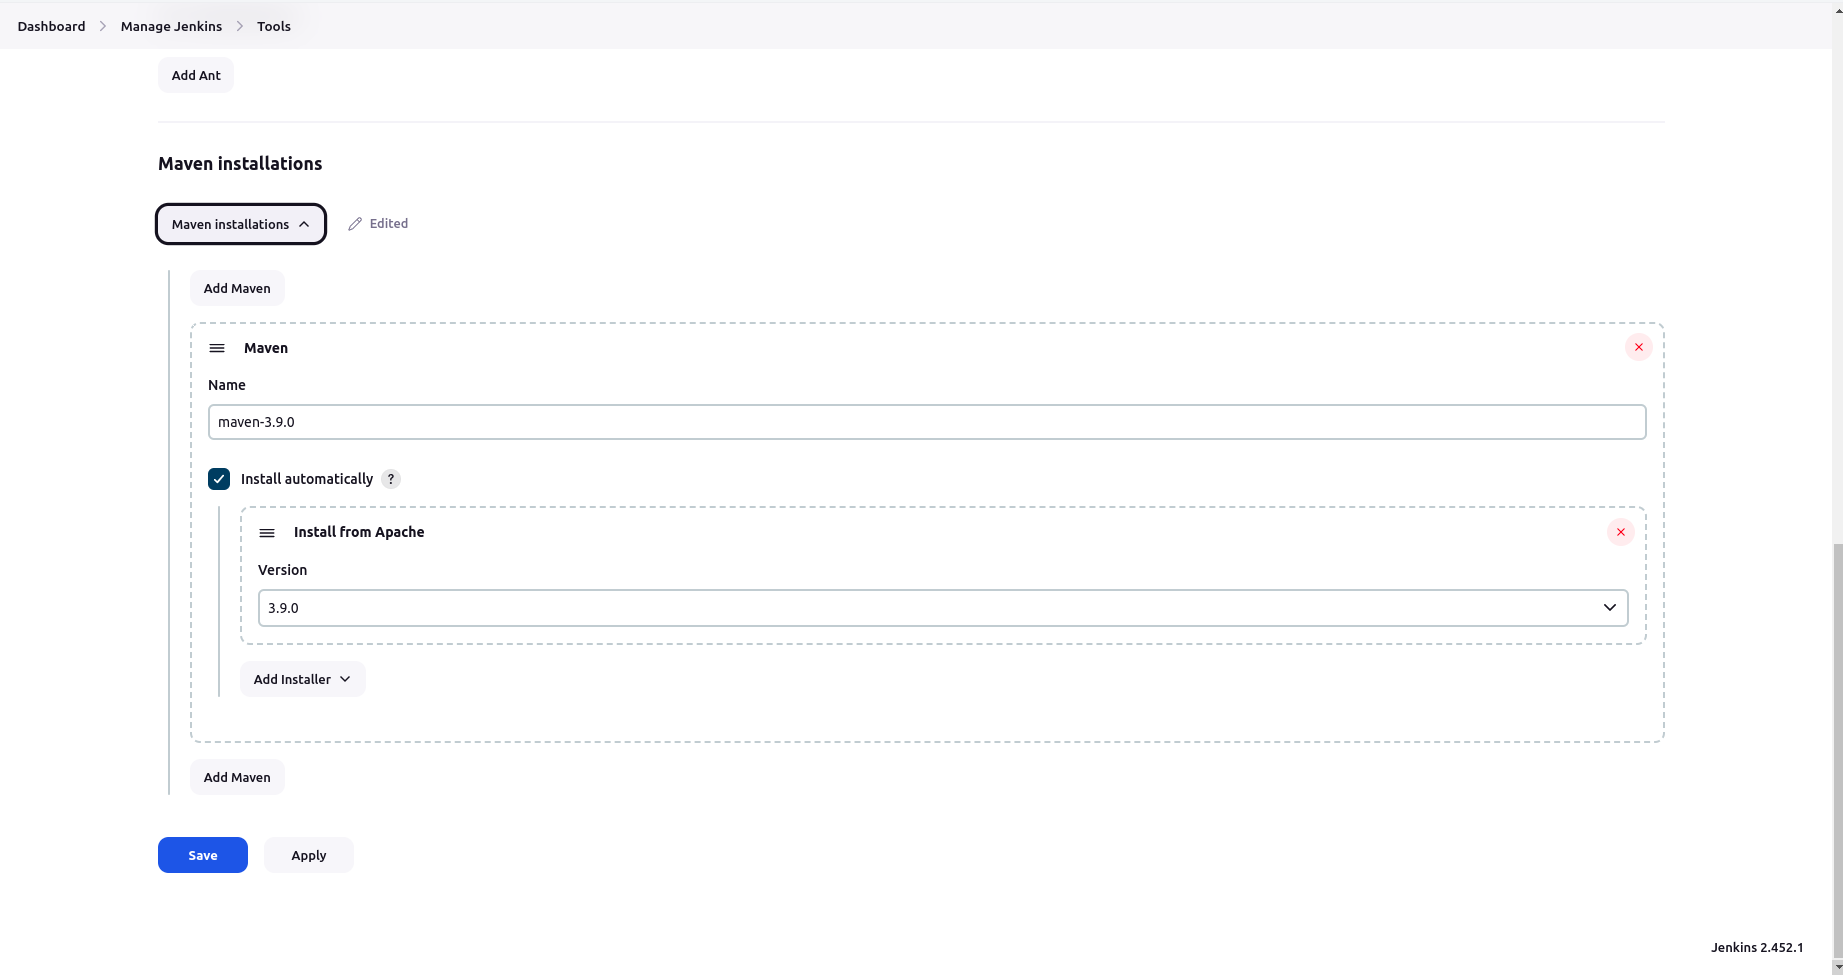 Dashboard > Manage Jenkins > Tools
Add Ant
Maven installations
Maven installations Edited
Add Maven
Maven
Name
maven-3.9.0
Install automatically ?
Install from Apache
Version
3.9.0
Add Installer
Add Maven
Save Apply
Jenkins 2.452.1